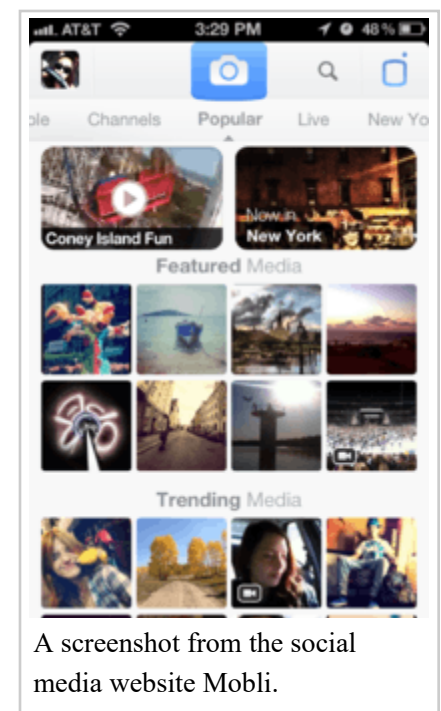 AT&T 3:29 PM 48%
ple Channels Popular Live New Yo
Coney Island Fun
Now in
New York
Featured Media
Trending Media
A screenshot from the social
media website Mobli.